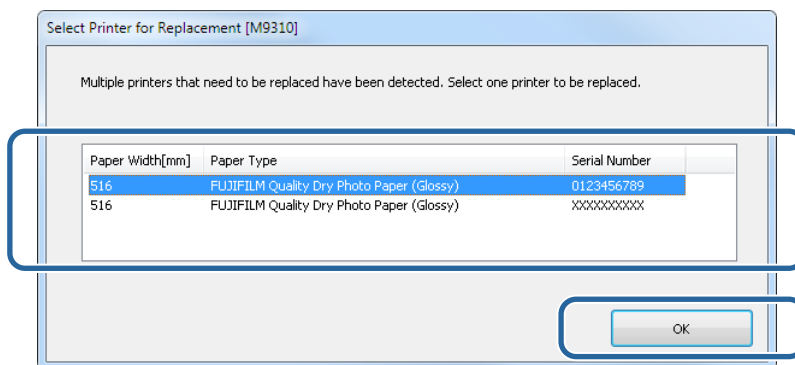 Select Printer for Replacement [M9310]
Multiple printers that need to be replaced have been detected. Select one printer to be replaced.
Paper Width[mm] Paper Type Serial Number
516 FUJIFILM Quality Dry Photo Paper (Glossy) 0123456789
516 FUJIFILM Quality Dry Photo Paper (Glossy) XXXXXXXXXX
OK